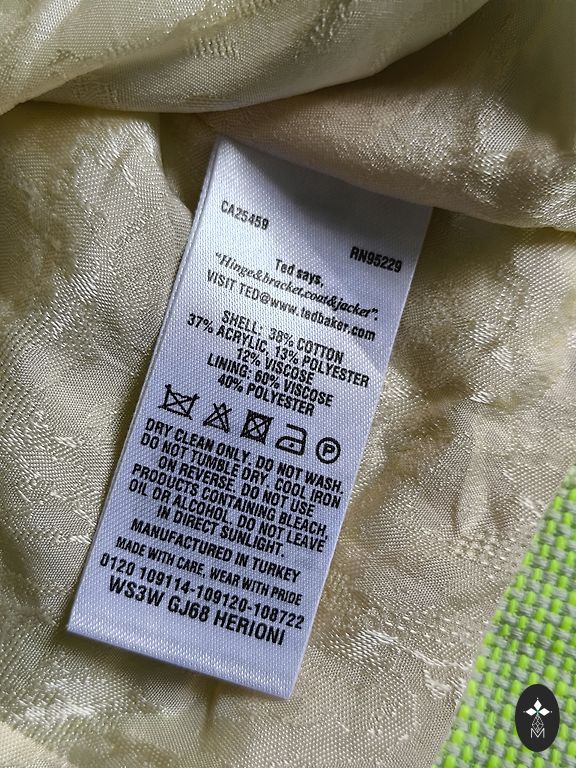 CA25459
RN95229
Ted says,
"Hinge&bracket,coat&jacket".
VISIT TED@www.tedbaker.com
SHELL: 38% COTTON
37% ACRYLIC, 13% POLYESTER
12% VISCOSE
LINING: 60% VISCOSE
40% POLYESTER
P
DRY CLEAN ONLY. DO NOT WASH.
DO NOT TUMBLE DRY. COOL IRON
ON REVERSE. DO NOT USE
PRODUCTS CONTAINING BLEACH,
OIL OR ALCOHOL. DO NOT LEAVE
IN DIRECT SUNLIGHT.
MANUFACTURED IN TURKEY
MADE WITH CARE, WEAR WITH PRIDE
0120 109114-109120-108722
WS3W GJ68 HERIONI
M